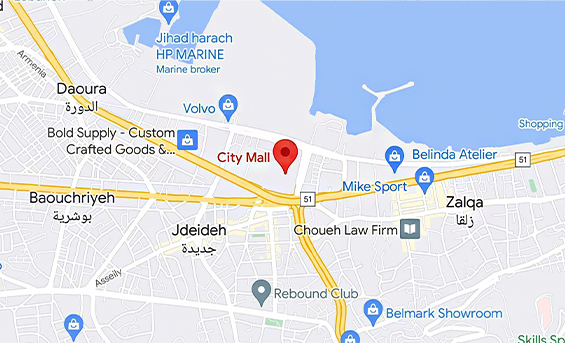 d
Jihad harach
HP MARINE
Marine broker
Armenia
Daoura
الدورة
Volvo
Shopping
Bold Supply - Custom
Crafted Goods &...
City Mall
Belinda Atelier
51
Mike Sport
Baouchriyeh
بوشرية
51
Zalqa
زلقا
Jdeideh
جديدة
Choueh Law Firm
Asseily
Rebound Club
Belmark Showroom
Skills Sp